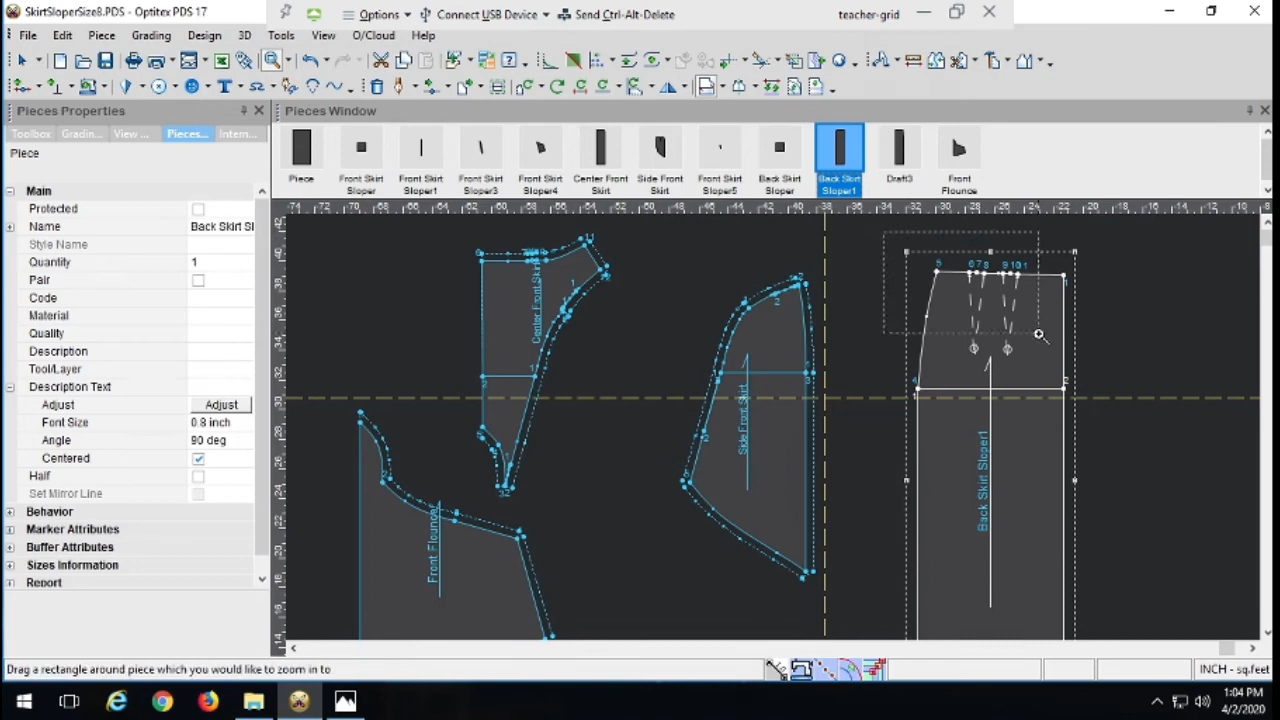 SkirtSloperSize8.PDS - Optitex PDS 17
Options
Connect USB Device
Send Ctrl-Alt-Delete
teacher-grid
File Edit Piece Grading Design 3D Tools View O/Cloud Help
Pieces Properties
Pieces Window
Toolbox Gradin... View ... Pieces... Intern...
Piece
Main
Protected
Name Back Skirt Sl
Style Name
Quantity 1
Pair
Code
Material
Quality
Description
Tool/Layer
Description Text
Adjust Adjust
Font Size 0.8 inch
Angle 90 deg
Centered
Half
Set Mirror Line
Behavior
Marker Attributes
Buffer Attributes
Sizes Information
Report
Piece
Front Skirt Sloper
Front Skirt Sloper1
Front Skirt Sloper3
Front Skirt Sloper4
Center Front Skirt
Side Front Skirt
Front Skirt Sloper5
Back Skirt Sloper
Back Skirt Sloper1
Draft3
Front Flounce
Center Front Skirt
Side Front Skirt
Back Skirt Sloper1
Front Flounce
Drag a rectangle around piece which you would like to zoom in to
INCH - sq.feet
1:04 PM
4/2/2020